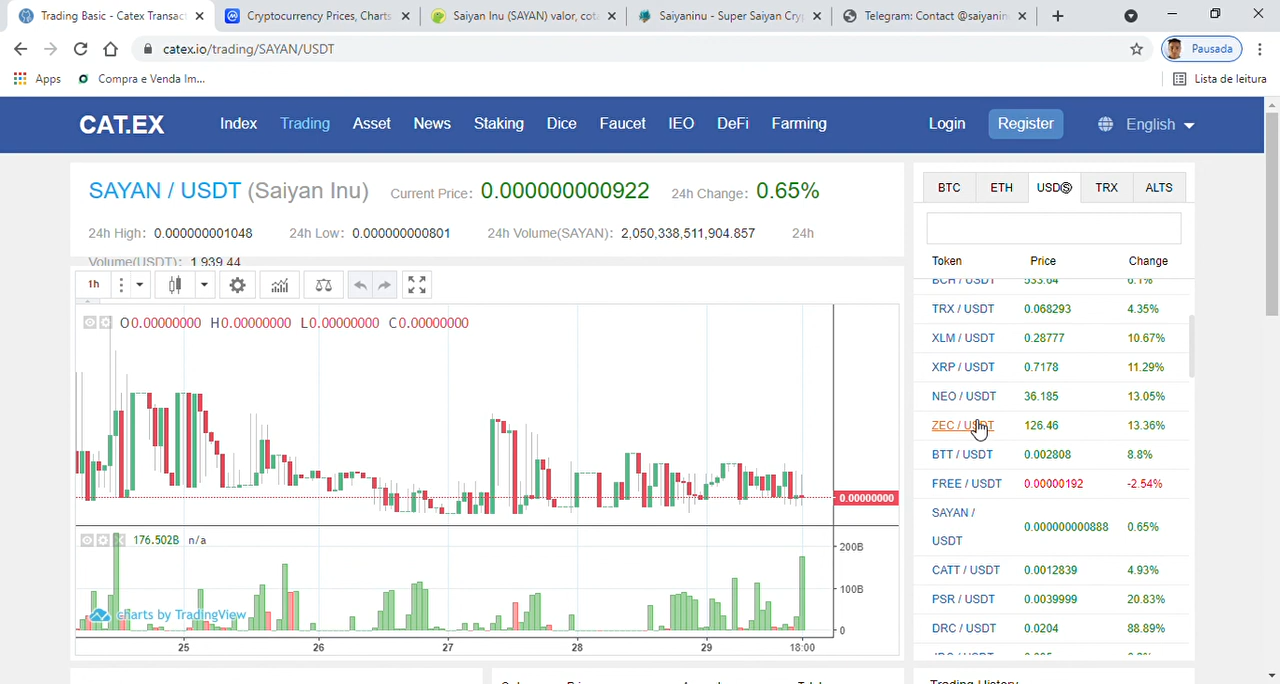 Trading Basic - Catex Transact
Cryptocurrency Prices, Charts
Saiyan Inu (SAYAN) valor, cot
Saiyaninu - Super Saiyan Cry
Telegram: Contact @saiyanin
catex.io/trading/SAYAN/USDT
Pausada
Apps
Compra e Venda Im...
Lista de leitura
CAT.EX
Index
Trading
Asset
News
Staking
Dice
Faucet
IEO
DeFi
Farming
Login
Register
English
SAYAN / USDT (Saiyan Inu) Current Price: 0.000000000922 24h Change: 0.65%
24h High: 0.000000001048 24h Low: 0.000000000801 24h Volume(SAYAN): 2,050,338,511,904.857 24h
Volume(USDT): 1,939.44
BTC ETH USD TRX ALTS
Token Price Change
BCH / USDT 533.64 6.1%
TRX / USDT 0.068293 4.35%
XLM / USDT 0.28777 10.67%
XRP / USDT 0.7178 11.29%
NEO / USDT 36.185 13.05%
ZEC / USDT 126.46 13.36%
BTT / USDT 0.002808 8.8%
FREE / USDT 0.00000192 -2.54%
SAYAN /
USDT 0.000000000888 0.65%
CATT / USDT 0.0012839 4.93%
PSR / USDT 0.0039999 20.83%
DRC / USDT 0.0204 88.89%
1h
O0.00000000 H0.00000000 L0.00000000 C0.00000000
0.00000000
176.502B n/a
200B
100B
0
charts by TradingView
25 26 27 28 29 18:00
Trading History